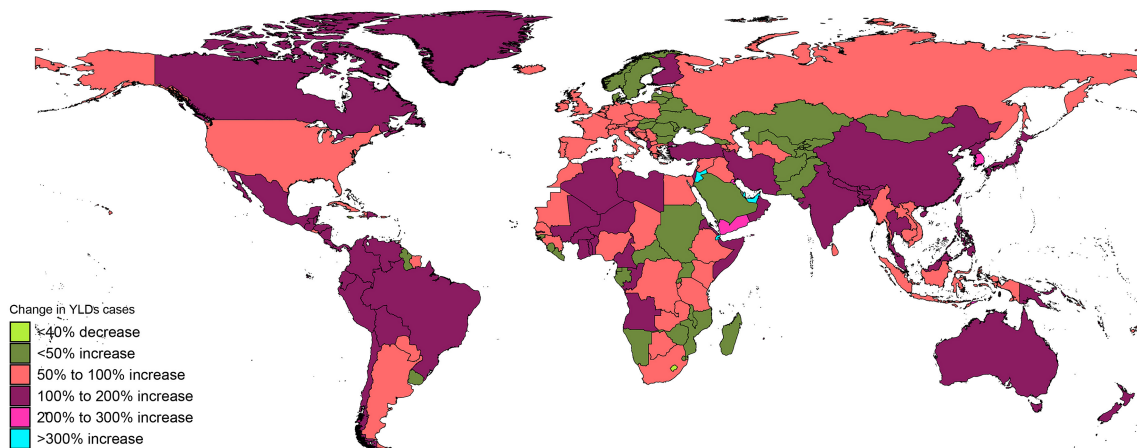 Change in YLDs cases
<40% decrease
<50% increase
50% to 100% increase
100% to 200% increase
200% to 300% increase
>300% increase